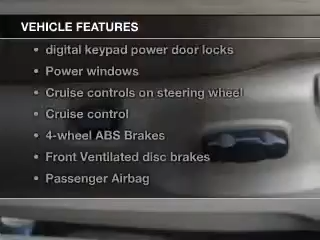 VEHICLE FEATURES
• digital keypad power door locks
• Power windows
• Cruise controls on steering wheel
• Cruise control
• 4-wheel ABS Brakes
• Front Ventilated disc brakes
• Passenger Airbag